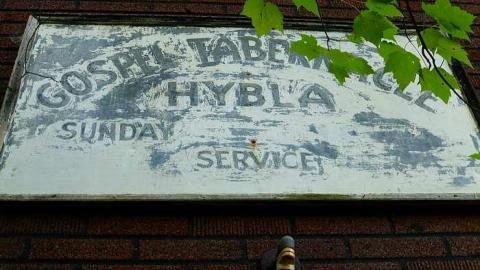 GOSPEL TABERNACLE
HYBLA
SUNDAY
SERVICE